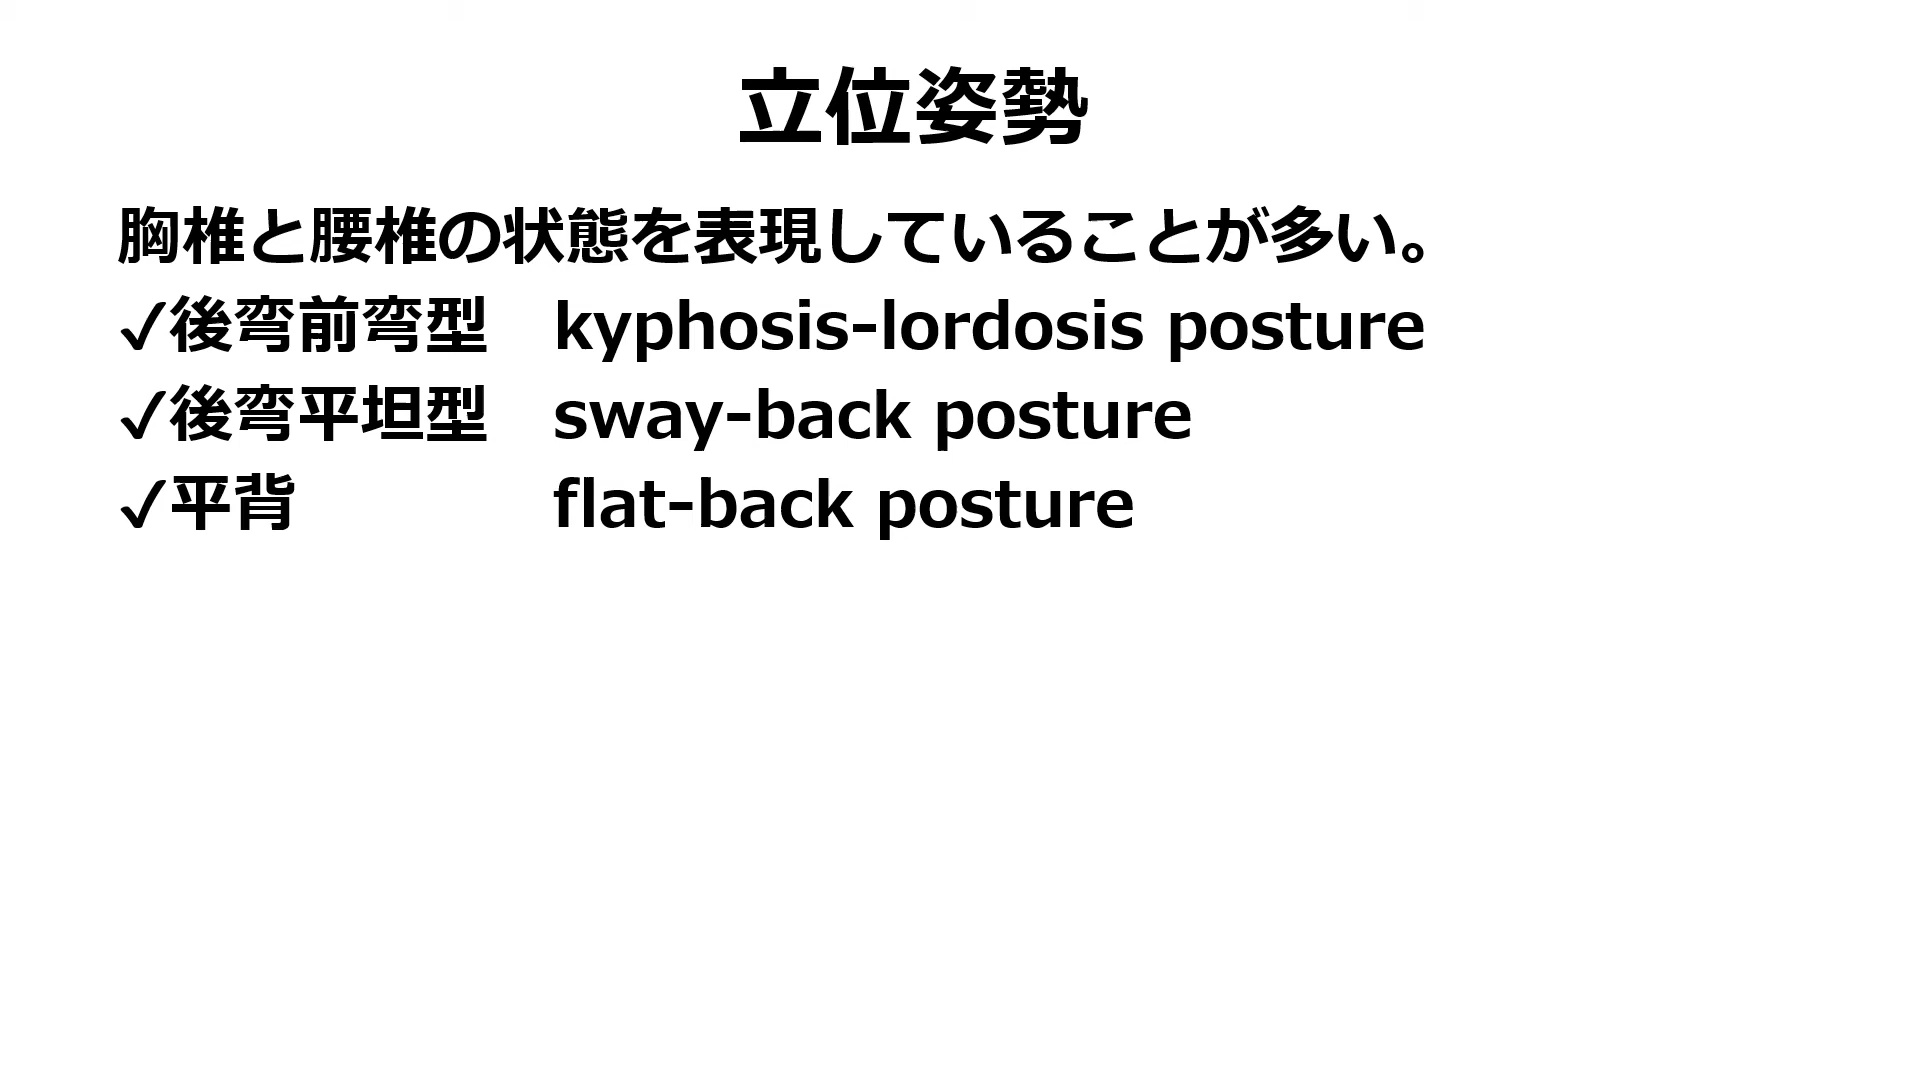 立位姿勢
胸椎と腰椎の状態を表現していることが多い。
✓後弯前弯型　kyphosis-lordosis posture
✓後弯平坦型　sway-back posture
✓平背　　　　flat-back posture